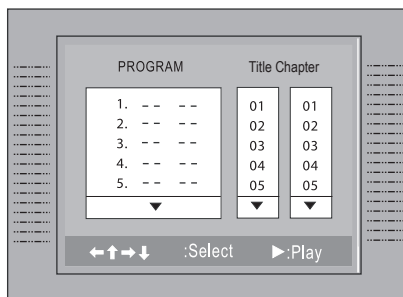 PROGRAM Title Chapter
1. -- -- 01 01
2. -- -- 02 02
3. -- -- 03 03
4. -- -- 04 04
5. -- -- 05 05
▼ ▼ ▼
←↑→↓ :Select ►:Play